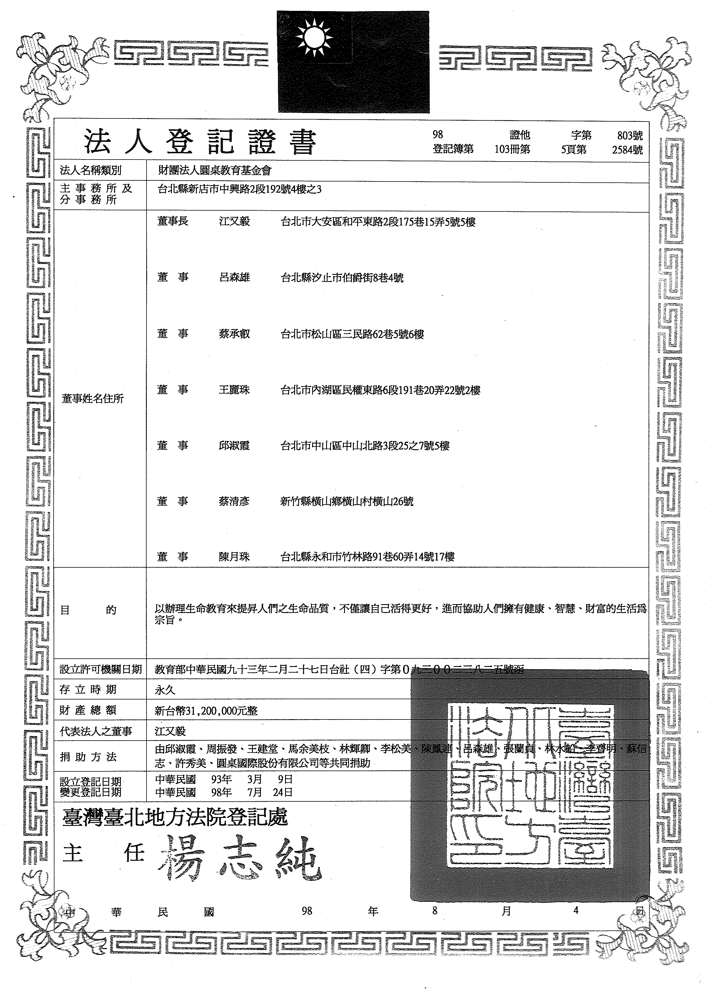 法人登記證書
98 證他 字第 803號
登記簿第 103冊第 5頁第 2584號
法人名稱類別 財團法人圓桌教育基金會
主事務所及
分事務所
台北縣新店市中興路2段192號4樓之3
董事姓名住所
董事長 江又毅 台北市大安區和平東路2段175巷15弄5號5樓
董 事 呂森雄 台北縣汐止市伯爵街8巷4號
董 事 蔡承叡 台北市松山區三民路62巷5號6樓
董 事 王麗珠 台北市內湖區民權東路6段191巷20弄22號2樓
董 事 邱淑霞 台北市中山區中山北路3段25之7號5樓
董 事 蔡清彥 新竹縣橫山鄉橫山村橫山26號
董 事 陳月珠 台北縣永和市竹林路91巷60弄14號17樓
目 的
以辦理生命教育來提昇人們之生命品質，不僅讓自己活得更好，進而協助人們擁有健康、智慧、財富的生活為
宗旨。
設立許可機關日期 教育部中華民國九十三年二月二十七日台社（四）字第０九三００二三八二五號函
存立時期 永久
財產總額 新台幣31,200,000元整
代表法人之董事 江又毅
捐助方法
由邱淑霞、周振發、王建堂、馬余美枝、林輝卿、李松美、陳鳳連、呂森雄、張蘭貞、林水船、李齊明、蘇信
志、許秀美、圓桌國際股份有限公司等共同捐助
設立登記日期 中華民國 93年 3月 9日
變更登記日期 中華民國 98年 7月 24日
臺灣臺北地方法院登記處
主 任 楊志純
臺灣臺
北地方
法院印
中華民國 98 年 8 月 4 日